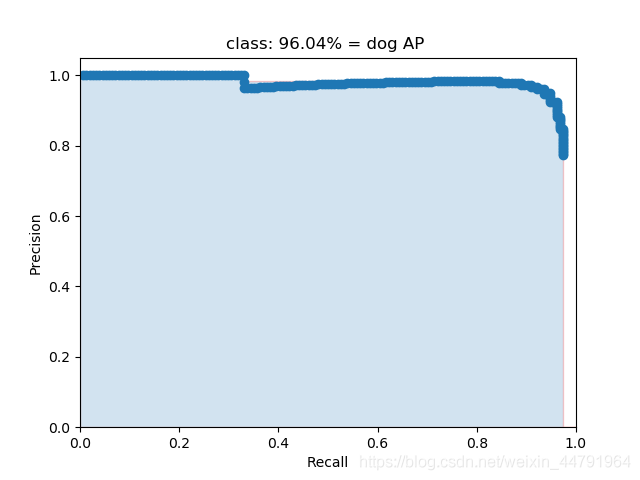 class: 96.04% = dog AP
1.0
0.8
0.6
0.4
0.2
0.0
Precision
0.0 0.2 0.4 0.6 0.8 1.0
Recall
https://blog.csdn.net/weixin_44791964